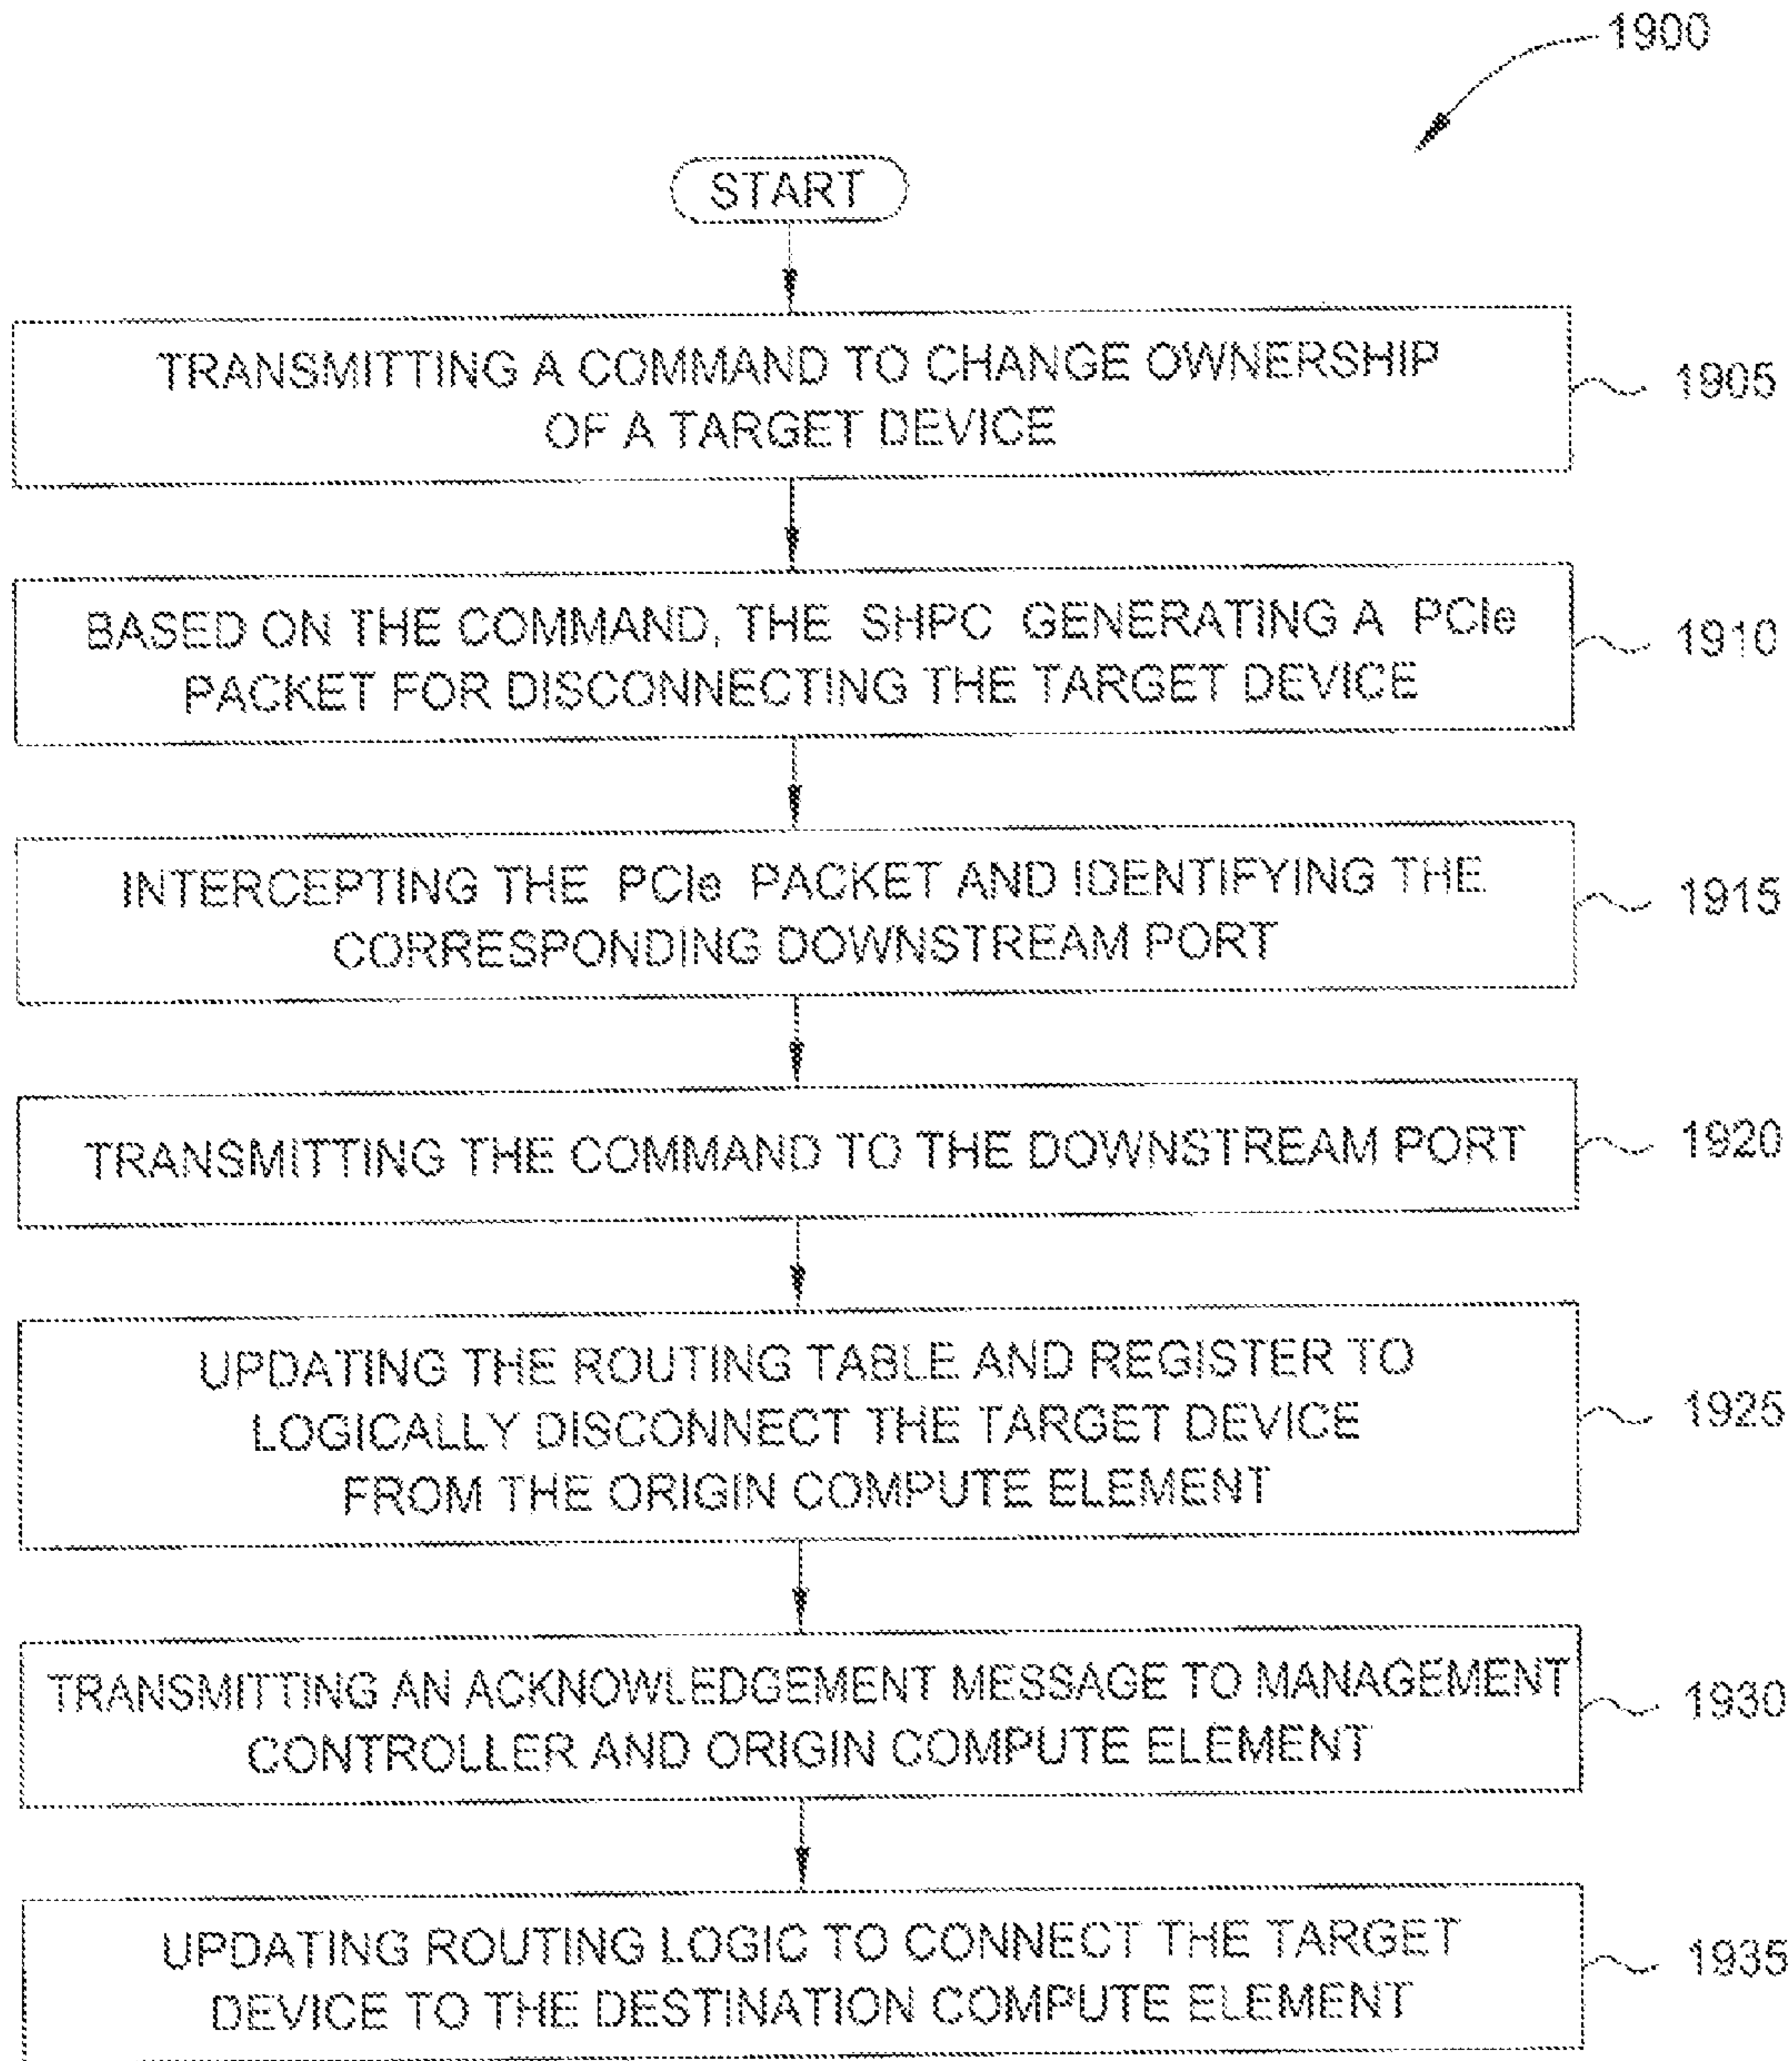 1900
START
TRANSMITTING A COMMAND TO CHANGE OWNERSHIP
OF A TARGET DEVICE
1905
BASED ON THE COMMAND, THE SHPC GENERATING A PCIe
PACKET FOR DISCONNECTING THE TARGET DEVICE
1910
INTERCEPTING THE PCIe PACKET AND IDENTIFYING THE
CORRESPONDING DOWNSTREAM PORT
1915
TRANSMITTING THE COMMAND TO THE DOWNSTREAM PORT
1920
UPDATING THE ROUTING TABLE AND REGISTER TO
LOGICALLY DISCONNECT THE TARGET DEVICE
FROM THE ORIGIN COMPUTE ELEMENT
1925
TRANSMITTING AN ACKNOWLEDGEMENT MESSAGE TO MANAGEMENT
CONTROLLER AND ORIGIN COMPUTE ELEMENT
1930
UPDATING ROUTING LOGIC TO CONNECT THE TARGET
DEVICE TO THE DESTINATION COMPUTE ELEMENT
1935